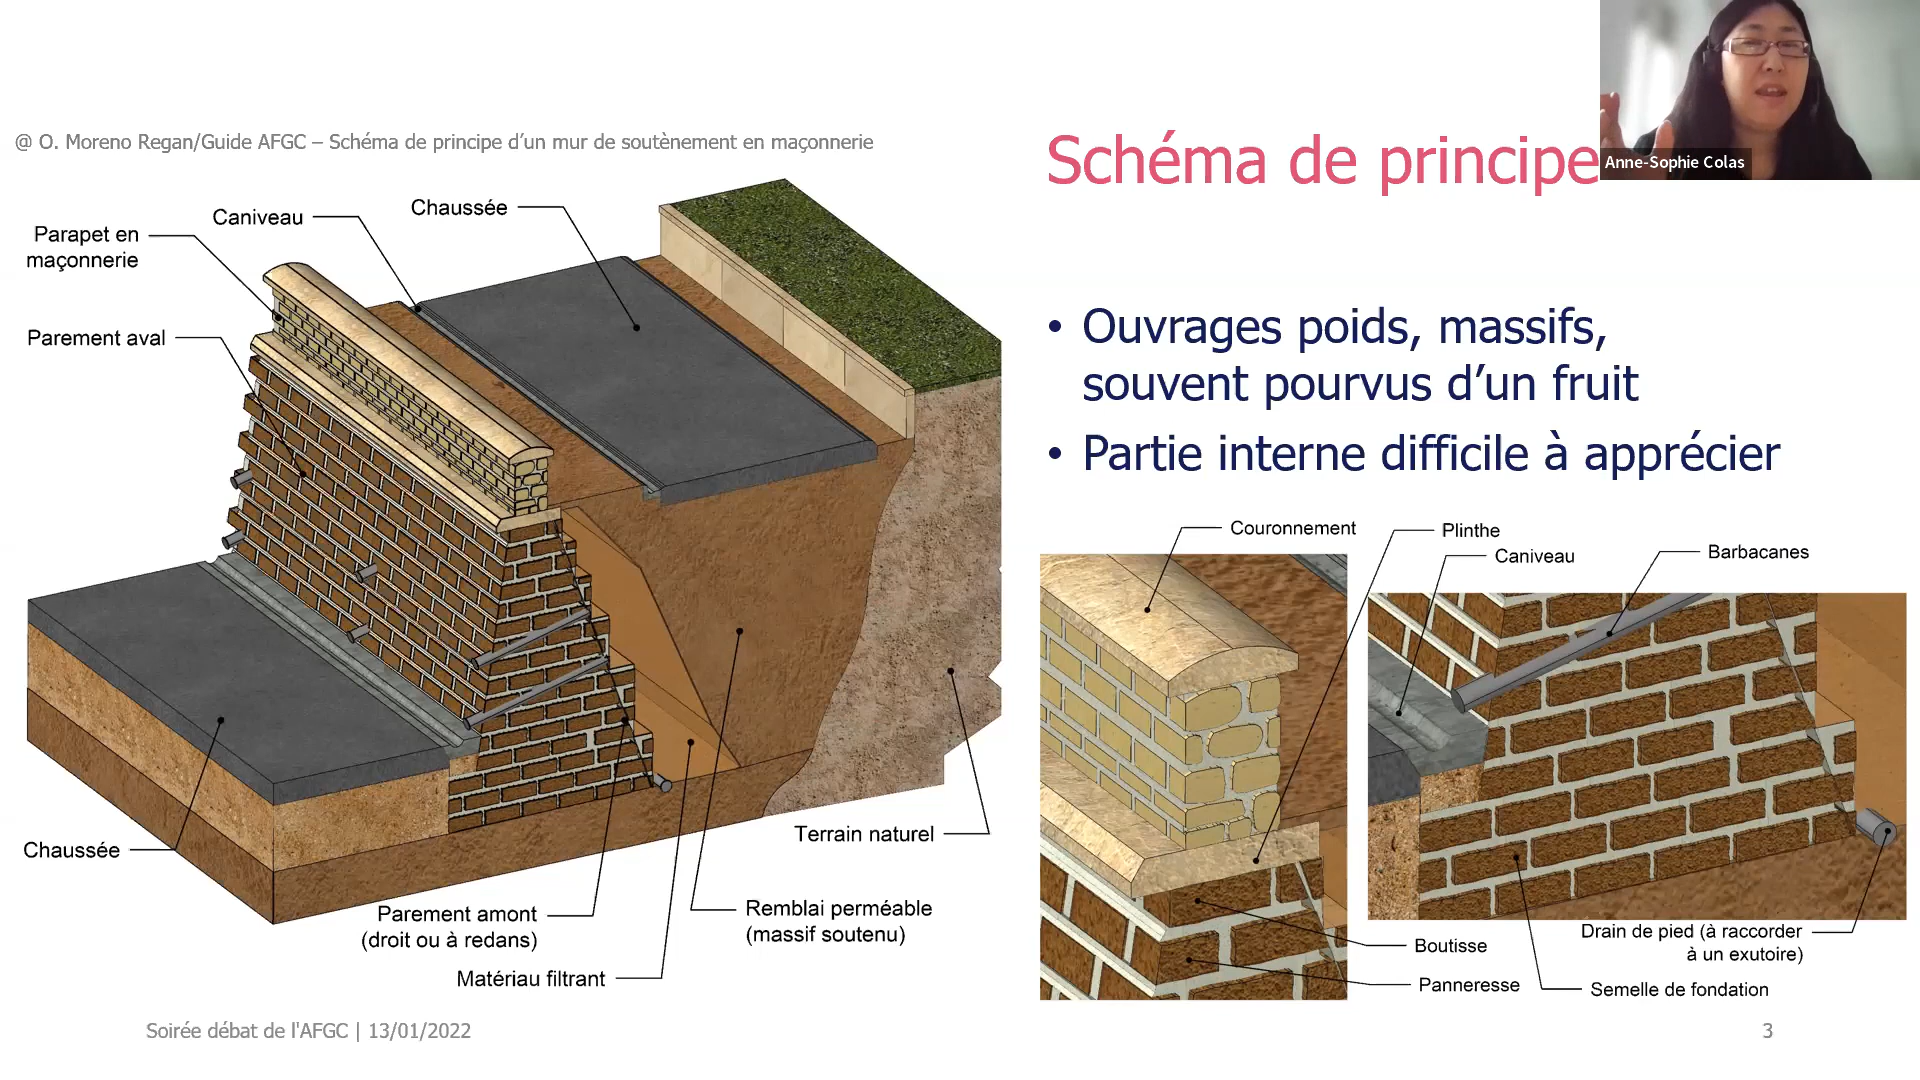 @ O. Moreno Regan/Guide AFGC – Schéma de principe d’un mur de soutènement en maçonnerie
Schéma de principe
Anne-Sophie Colas
Caniveau
Chaussée
Parapet en
maçonnerie
Parement aval
Chaussée
Parement amont
(droit ou à redans)
Matériau filtrant
Remblai perméable
(massif soutenu)
Terrain naturel
• Ouvrages poids, massifs,
souvent pourvus d’un fruit
• Partie interne difficile à apprécier
Couronnement
Plinthe
Caniveau
Barbacanes
Boutisse
Panneresse
Drain de pied (à raccorder
à un exutoire)
Semelle de fondation
Soirée débat de l'AFGC | 13/01/2022
3